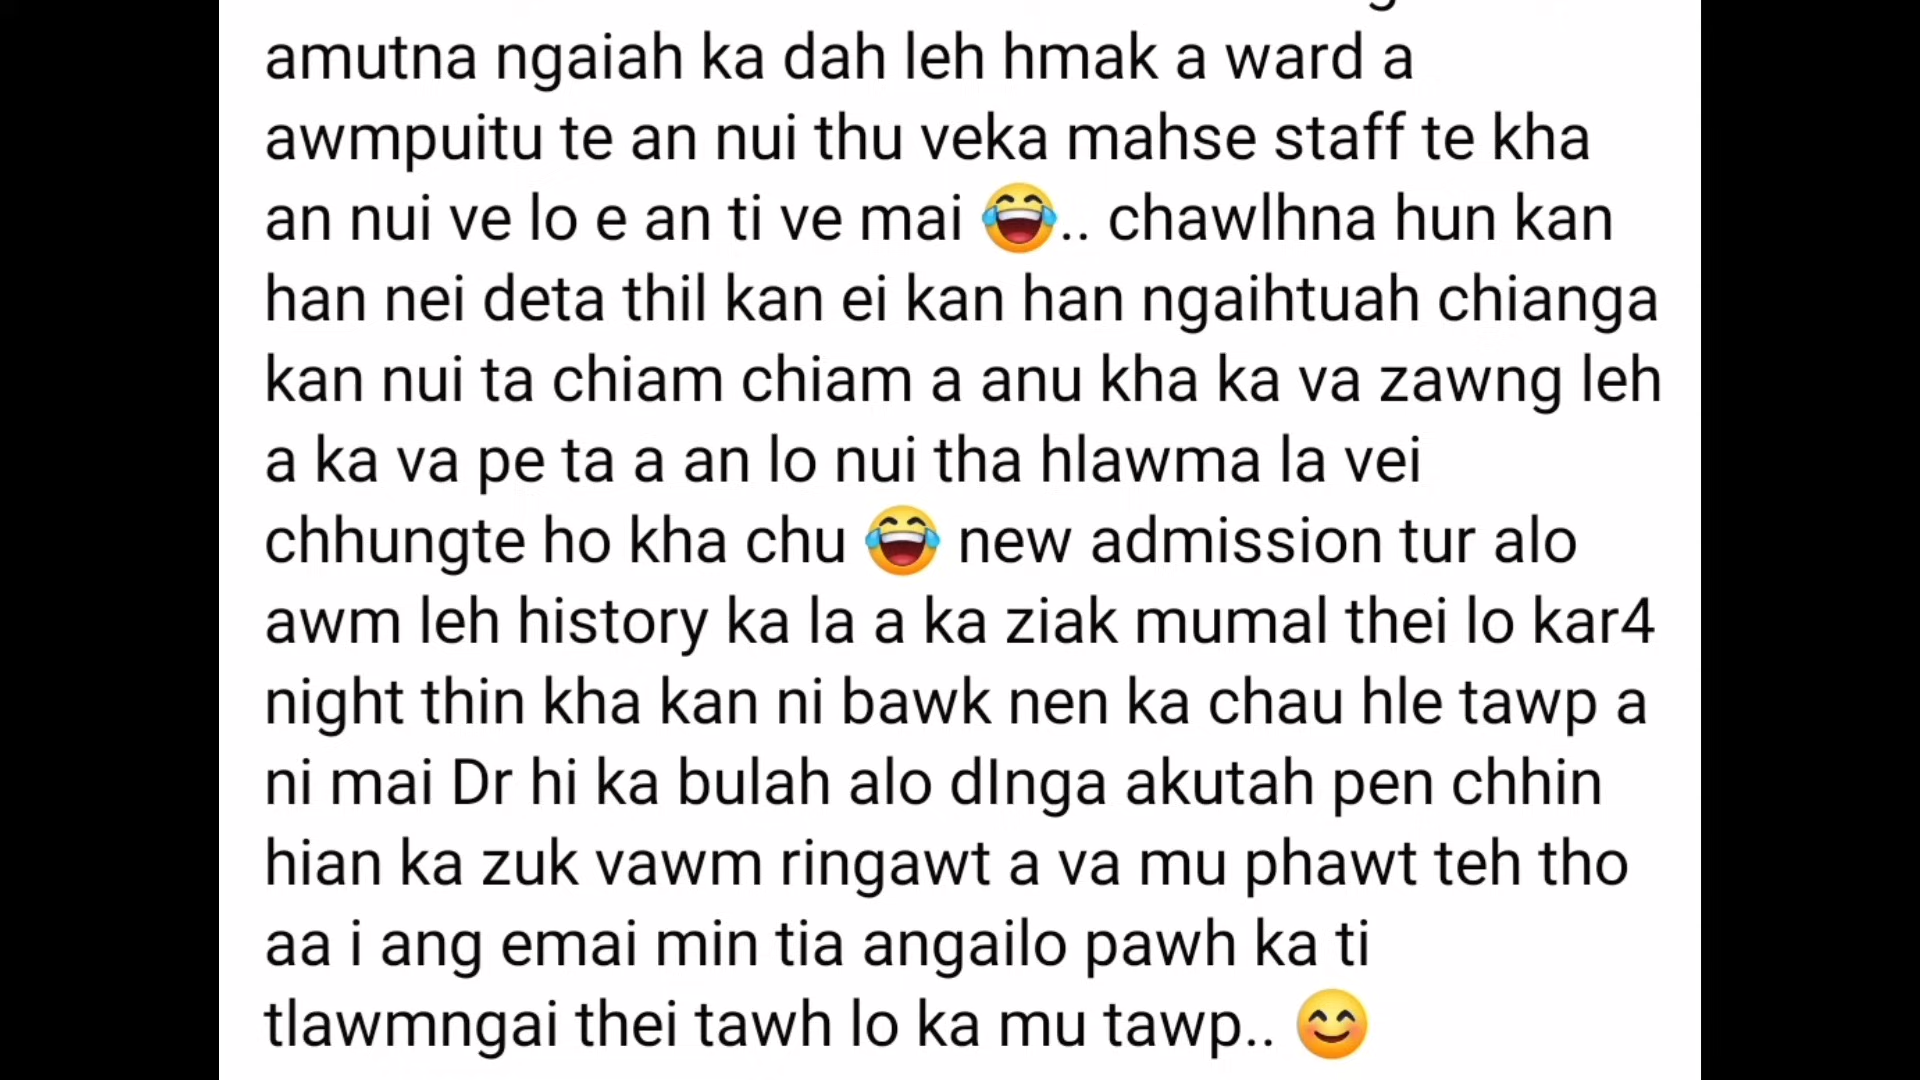 amutna ngaiah ka dah leh hmak a ward a
awmpuitu te an nui thu veka mahse staff te kha
an nui ve lo e an ti ve mai 😂.. chawlhna hun kan
han nei deta thil kan ei kan han ngaihtuah chianga
kan nui ta chiam chiam a anu kha ka va zawng leh
a ka va pe ta a an lo nui tha hlawma la vei
chhungte ho kha chu 😂 new admission tur alo
awm leh history ka la a ka ziak mumal thei lo kar4
night thin kha kan ni bawk nen ka chau hle tawp a
ni mai Dr hi ka bulah alo dInga akutah pen chhin
hian ka zuk vawm ringawt a va mu phawt teh tho
aa i ang emai min tia angailo pawh ka ti
tlawmngai thei tawh lo ka mu tawp.. 😊